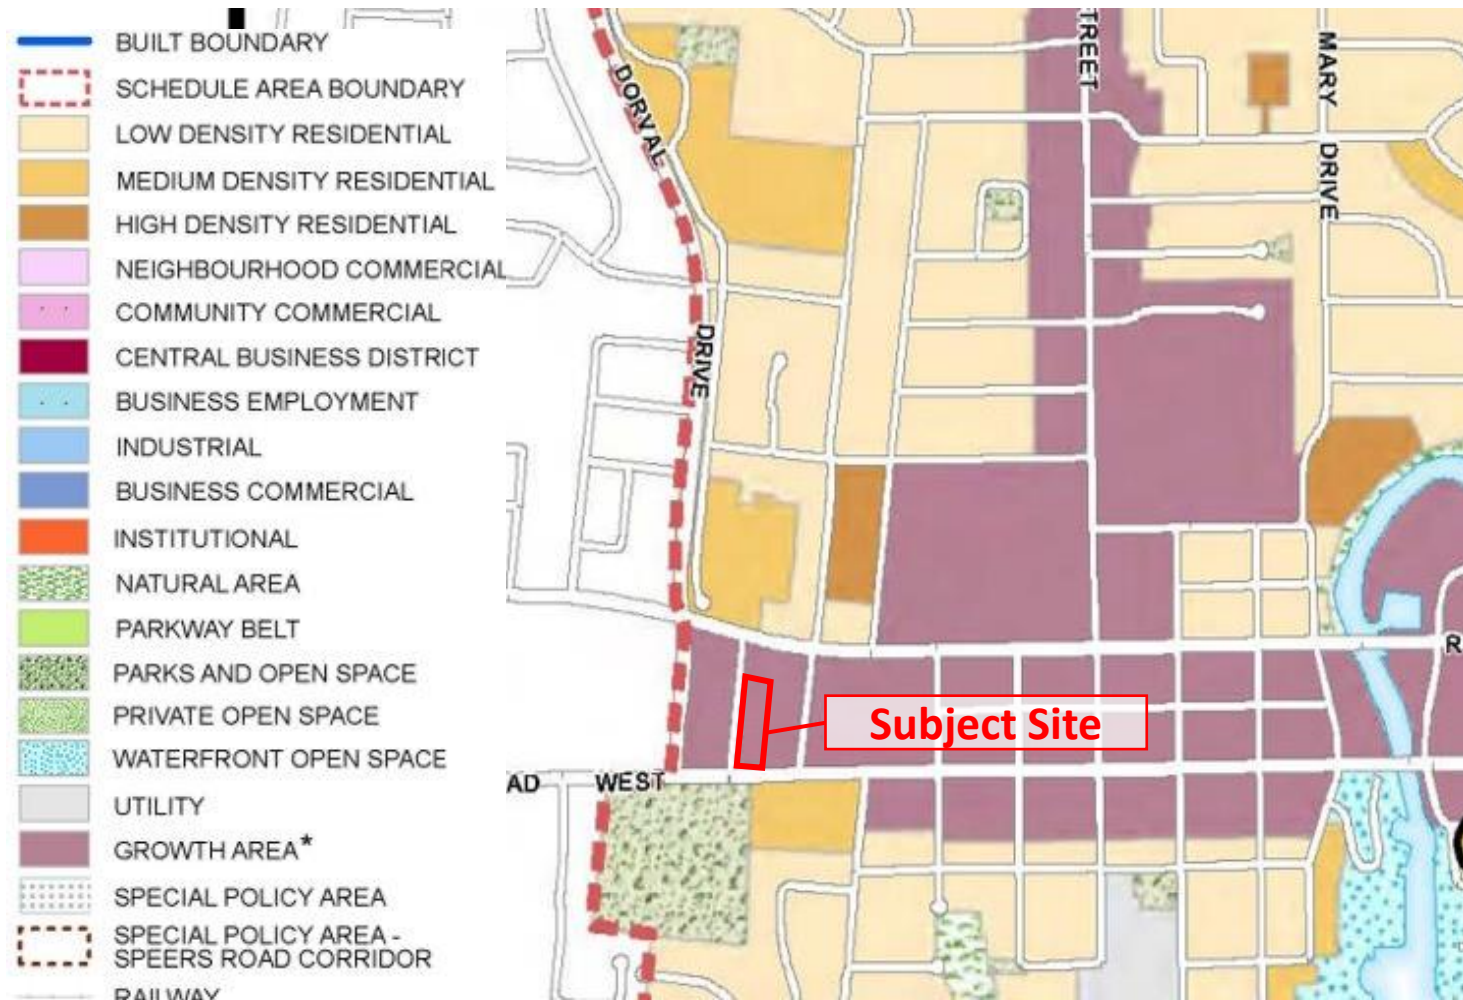 BUILT BOUNDARY
SCHEDULE AREA BOUNDARY
LOW DENSITY RESIDENTIAL
MEDIUM DENSITY RESIDENTIAL
HIGH DENSITY RESIDENTIAL
NEIGHBOURHOOD COMMERCIAL
COMMUNITY COMMERCIAL
CENTRAL BUSINESS DISTRICT
BUSINESS EMPLOYMENT
INDUSTRIAL
BUSINESS COMMERCIAL
INSTITUTIONAL
NATURAL AREA
PARKWAY BELT
PARKS AND OPEN SPACE
PRIVATE OPEN SPACE
WATERFRONT OPEN SPACE
UTILITY
GROWTH AREA*
SPECIAL POLICY AREA
SPECIAL POLICY AREA -
SPEERS ROAD CORRIDOR
RAILWAY
DORVAL
DRIVE
TREET
MARY DRIVE
R
Subject Site
AD WEST